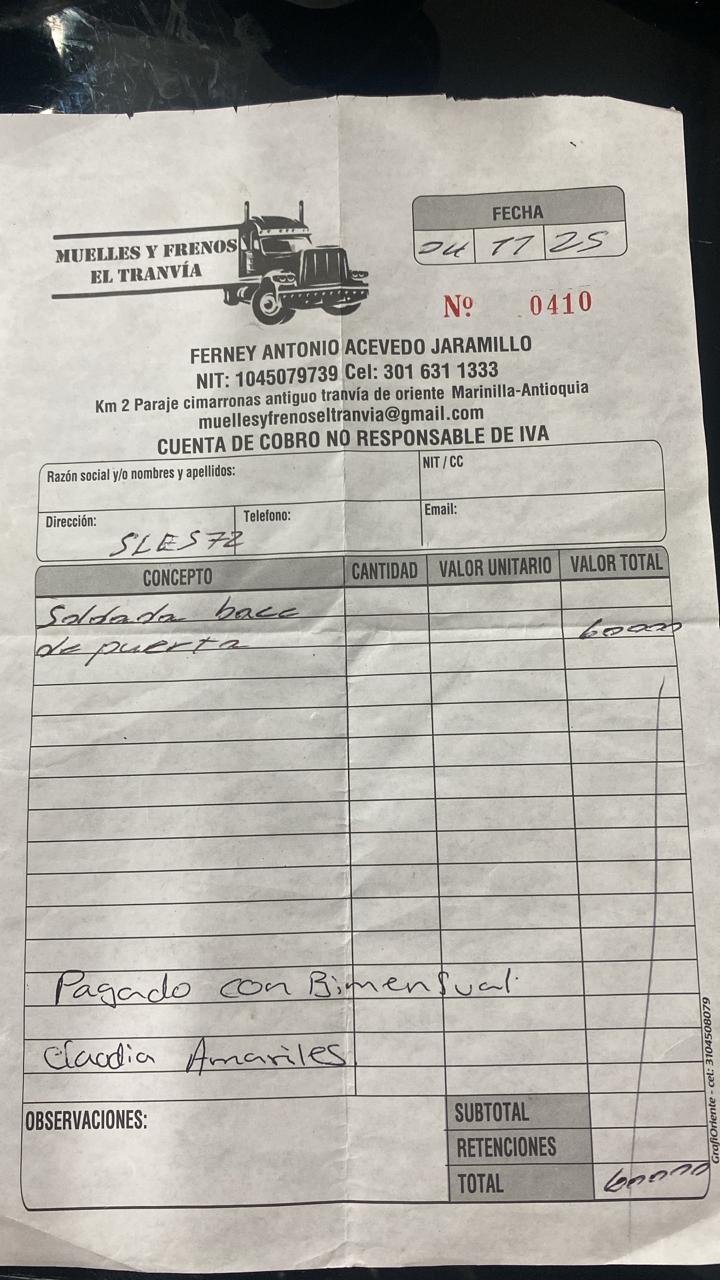 MUELLES Y FRENOS
EL TRANVÍA
FECHA
04 11 25
Nº 0410
FERNEY ANTONIO ACEVEDO JARAMILLO
NIT: 1045079739 Cel: 301 631 1333
Km 2 Paraje cimarronas antiguo tranvía de oriente Marinilla-Antioquia
muellesyfrenoseltranvia@gmail.com
CUENTA DE COBRO NO RESPONSABLE DE IVA
Razón social y/o nombres y apellidos:
NIT / CC
Dirección:
Telefono:
Email:
SLES72
CONCEPTO CANTIDAD VALOR UNITARIO VALOR TOTAL
Soldada bace
de puerta 60000
Pagado con Bimensual.
Claudia Amariles
OBSERVACIONES:
SUBTOTAL
RETENCIONES
TOTAL 60000
GrafiOriente - cel: 3104508079